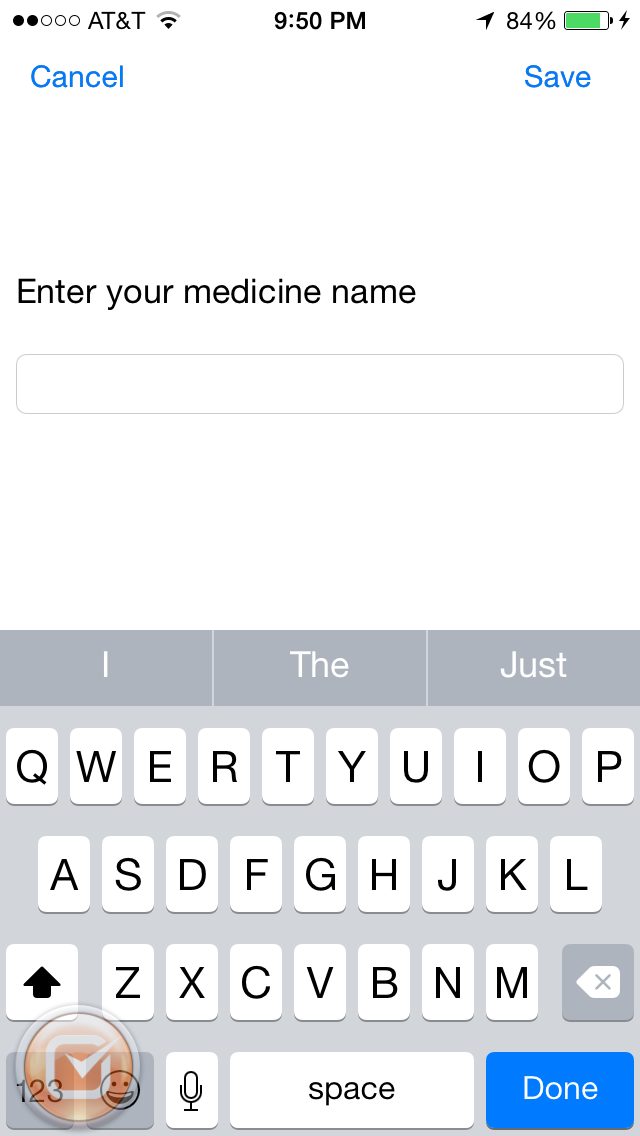 AT&T 9:50 PM 84%
Cancel Save
Enter your medicine name
I The Just
Q W E R T Y U I O P
A S D F G H J K L
Z X C V B N M
123 space Done